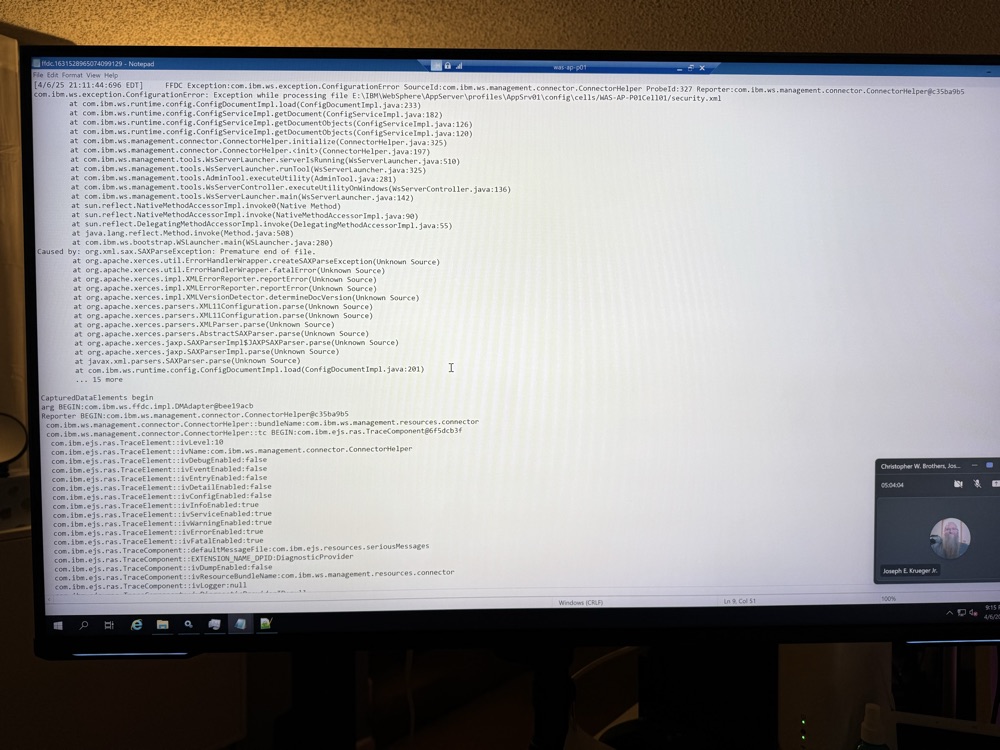 ffdc.1631528965074099129 - Notepad
was-ap-p01
File Edit Format View Help
[4/6/25 21:11:44:696 EDT]     FFDC Exception:com.ibm.ws.exception.ConfigurationError SourceId:com.ibm.ws.management.connector.ConnectorHelper ProbeId:327 Reporter:com.ibm.ws.management.connector.ConnectorHelper@c35ba9b5
com.ibm.ws.exception.ConfigurationError: Exception while processing file E:\IBM\WebSphere\AppServer\profiles\AppSrv01\config\cells/WAS-AP-P01Cell01/security.xml
at com.ibm.ws.runtime.config.ConfigDocumentImpl.load(ConfigDocumentImpl.java:233)
at com.ibm.ws.runtime.config.ConfigServiceImpl.getDocument(ConfigServiceImpl.java:182)
at com.ibm.ws.runtime.config.ConfigServiceImpl.getDocumentObjects(ConfigServiceImpl.java:126)
at com.ibm.ws.runtime.config.ConfigServiceImpl.getDocumentObjects(ConfigServiceImpl.java:120)
at com.ibm.ws.management.connector.ConnectorHelper.initialize(ConnectorHelper.java:325)
at com.ibm.ws.management.connector.ConnectorHelper.<init>(ConnectorHelper.java:197)
at com.ibm.ws.management.tools.WsServerLauncher.serverIsRunning(WsServerLauncher.java:510)
at com.ibm.ws.management.tools.WsServerLauncher.runTool(WsServerLauncher.java:325)
at com.ibm.ws.management.tools.AdminTool.executeUtility(AdminTool.java:281)
at com.ibm.ws.management.tools.WsServerController.executeUtilityOnWindows(WsServerController.java:136)
at com.ibm.ws.management.tools.WsServerLauncher.main(WsServerLauncher.java:142)
at sun.reflect.NativeMethodAccessorImpl.invoke0(Native Method)
at sun.reflect.NativeMethodAccessorImpl.invoke(NativeMethodAccessorImpl.java:90)
at sun.reflect.DelegatingMethodAccessorImpl.invoke(DelegatingMethodAccessorImpl.java:55)
at java.lang.reflect.Method.invoke(Method.java:508)
at com.ibm.ws.bootstrap.WSLauncher.main(WSLauncher.java:280)
Caused by: org.xml.sax.SAXParseException: Premature end of file.
at org.apache.xerces.util.ErrorHandlerWrapper.createSAXParseException(Unknown Source)
at org.apache.xerces.util.ErrorHandlerWrapper.fatalError(Unknown Source)
at org.apache.xerces.impl.XMLErrorReporter.reportError(Unknown Source)
at org.apache.xerces.impl.XMLErrorReporter.reportError(Unknown Source)
at org.apache.xerces.impl.XMLVersionDetector.determineDocVersion(Unknown Source)
at org.apache.xerces.parsers.XML11Configuration.parse(Unknown Source)
at org.apache.xerces.parsers.XML11Configuration.parse(Unknown Source)
at org.apache.xerces.parsers.XMLParser.parse(Unknown Source)
at org.apache.xerces.parsers.AbstractSAXParser.parse(Unknown Source)
at org.apache.xerces.jaxp.SAXParserImpl$JAXPSAXParser.parse(Unknown Source)
at org.apache.xerces.jaxp.SAXParserImpl.parse(Unknown Source)
at javax.xml.parsers.SAXParser.parse(Unknown Source)
at com.ibm.ws.runtime.config.ConfigDocumentImpl.load(ConfigDocumentImpl.java:201)
... 15 more
CapturedDataElements begin
arg BEGIN:com.ibm.ws.ffdc.impl.DMAdapter@bee19acb
Reporter BEGIN:com.ibm.ws.management.connector.ConnectorHelper@c35ba9b5
com.ibm.ws.management.connector.ConnectorHelper::bundleName:com.ibm.ws.management.resources.connector
com.ibm.ws.management.connector.ConnectorHelper::tc BEGIN:com.ibm.ejs.ras.TraceComponent@6f5dcb3f
com.ibm.ejs.ras.TraceElement::ivLevel:10
com.ibm.ejs.ras.TraceElement::ivName:com.ibm.ws.management.connector.ConnectorHelper
com.ibm.ejs.ras.TraceElement::ivDebugEnabled:false
com.ibm.ejs.ras.TraceElement::ivEventEnabled:false
com.ibm.ejs.ras.TraceElement::ivEntryEnabled:false
com.ibm.ejs.ras.TraceElement::ivDetailEnabled:false
com.ibm.ejs.ras.TraceElement::ivConfigEnabled:false
com.ibm.ejs.ras.TraceElement::ivInfoEnabled:true
com.ibm.ejs.ras.TraceElement::ivServiceEnabled:true
com.ibm.ejs.ras.TraceElement::ivWarningEnabled:true
com.ibm.ejs.ras.TraceElement::ivErrorEnabled:true
com.ibm.ejs.ras.TraceElement::ivFatalEnabled:true
com.ibm.ejs.ras.TraceComponent::defaultMessageFile:com.ibm.ejs.resources.seriousMessages
com.ibm.ejs.ras.TraceComponent::EXTENSION_NAME_DPID:DiagnosticProvider
com.ibm.ejs.ras.TraceComponent::ivDumpEnabled:false
com.ibm.ejs.ras.TraceComponent::ivResourceBundleName:com.ibm.ws.management.resources.connector
com.ibm.ejs.ras.TraceComponent::ivLogger:null
Christopher W. Brothers, Jos...
05:04:04
Joseph E. Krueger Jr.
Windows (CRLF)
Ln 9, Col 51
100%
9:15
4/6/20